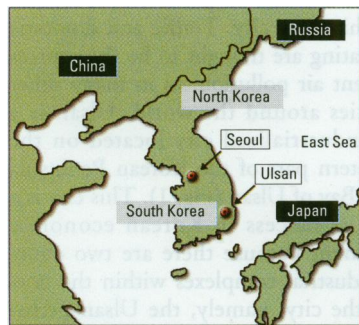 Russia
China
North Korea
Seoul
East Sea
Ulsan
South Korea
Japan